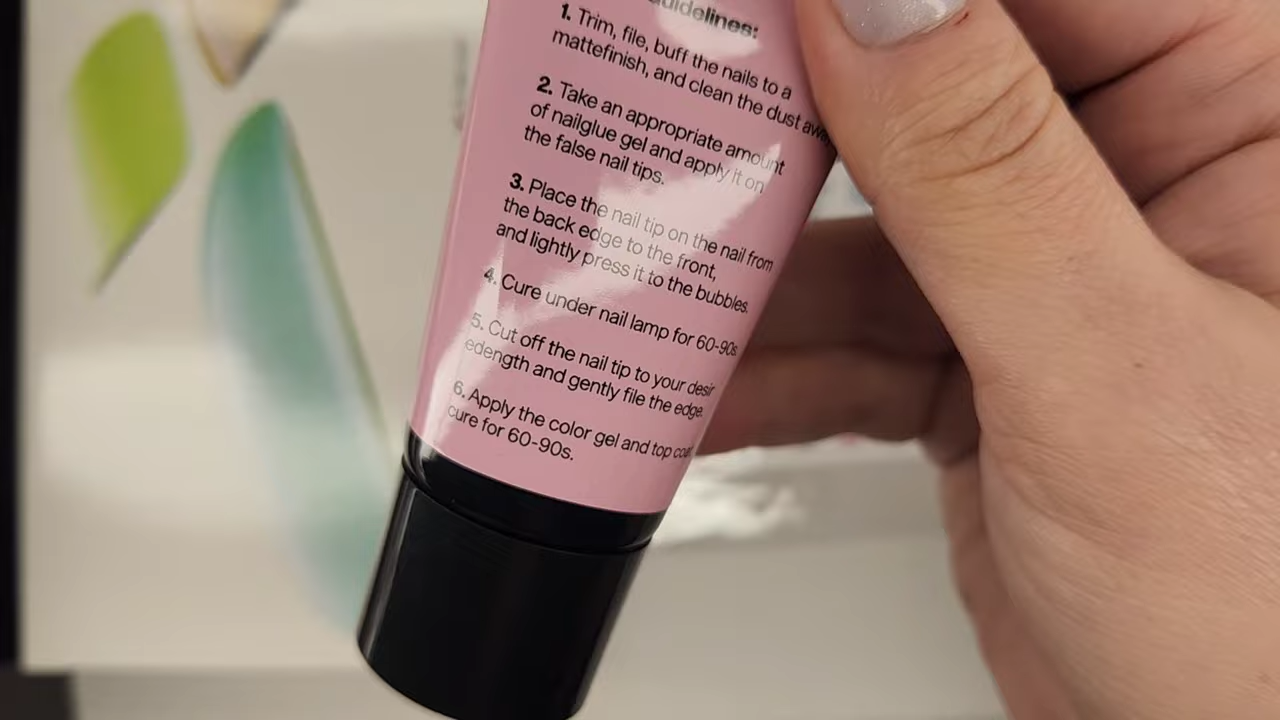 guidelines:
1. Trim, file, buff the nails to a
mattefinish, and clean the dust away,
2. Take an appropriate amount
of nailglue gel and apply it on
the false nail tips.
3. Place the nail tip on the nail from
the back edge to the front,
and lightly press it to the bubbles.
4. Cure under nail lamp for 60-90s.
5. Cut off the nail tip to your desir
edength and gently file the edge.
6. Apply the color gel and top coat
cure for 60-90s.